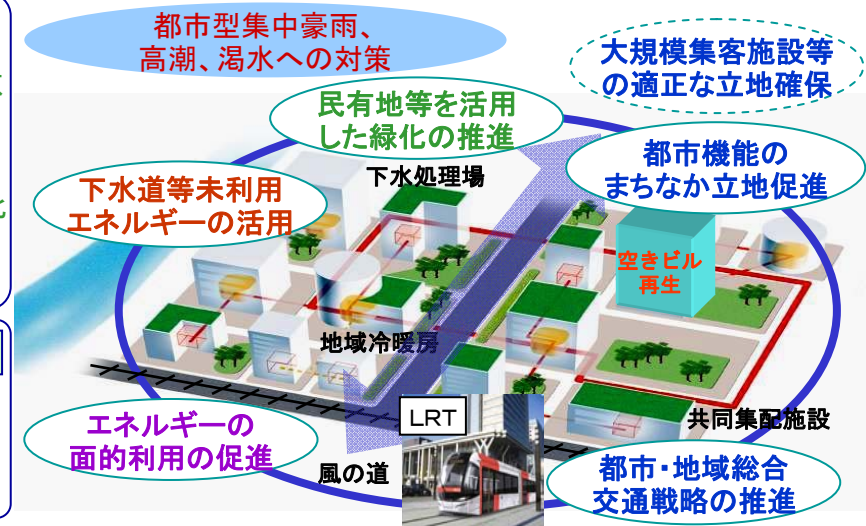 都市型集中豪雨、
高潮、渇水への対策
大規模集客施設等
の適正な立地確保
民有地等を活用
した緑化の推進
都市機能の
まちなか立地促進
下水処理場
下水道等未利用
エネルギーの活用
空きビル
再生
地域冷暖房
LRT
共同集配施設
エネルギーの
面的利用の促進
風の道
都市・地域総合
交通戦略の推進